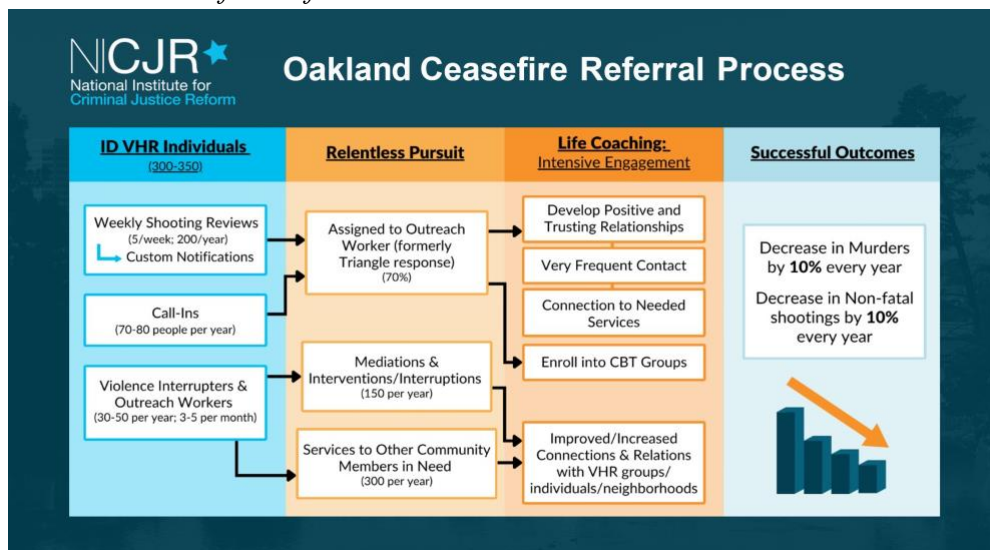 NICJR
National Institute for
Criminal Justice Reform
Oakland Ceasefire Referral Process
ID VHR Individuals
(300-350)
Weekly Shooting Reviews
(5/week; 200/year)
Custom Notifications
Call-Ins
(70-80 people per year)
Violence Interrupters &
Outreach Workers
(30-50 per year; 3-5 per month)
Relentless Pursuit
Assigned to Outreach
Worker (formerly
Triangle response)
(70%)
Mediations &
Interventions/Interruptions
(150 per year)
Services to Other Community
Members in Need
(300 per year)
Life Coaching:
Intensive Engagement
Develop Positive and
Trusting Relationships
Very Frequent Contact
Connection to Needed
Services
Enroll into CBT Groups
Improved/Increased
Connections & Relations
with VHR groups/
individuals/neighborhoods
Successful Outcomes
Decrease in Murders
by 10% every year
Decrease in Non-fatal
shootings by 10%
every year